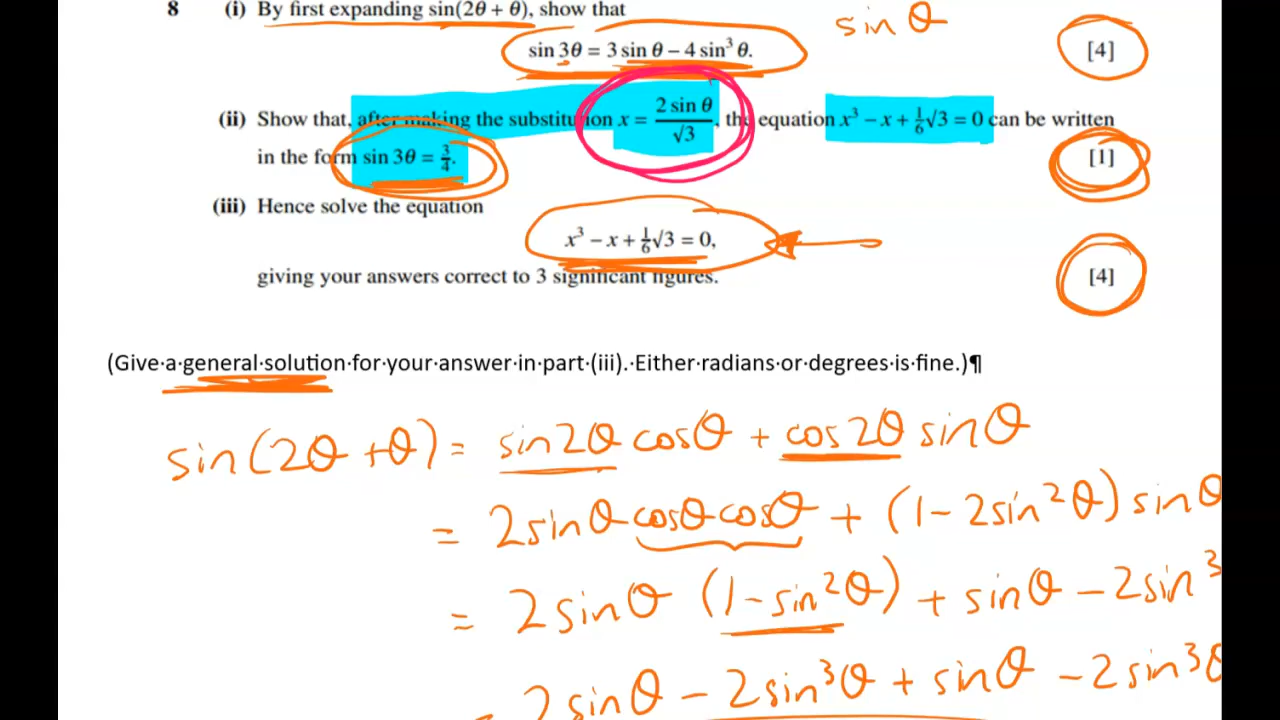 8 (i) By first expanding sin(2θ + θ), show that
sin θ
sin 3θ = 3 sin θ − 4 sin³ θ. [4]
(ii) Show that, after making the substitution x = 2 sin θ / √3, the equation x³ − x + 1/6 √3 = 0 can be written
in the form sin 3θ = 3/4. [1]
(iii) Hence solve the equation
x³ − x + 1/6 √3 = 0,
giving your answers correct to 3 significant figures. [4]
(Give·a·general·solution·for·your·answer·in·part·(iii).·Either·radians·or·degrees·is·fine.)¶
sin(2θ + θ) = sin2θ cosθ + cos2θ sinθ
= 2sinθ cosθ cosθ + (1 − 2sin²θ) sinθ
= 2sinθ (1 − sin²θ) + sinθ − 2sin³
= 2sinθ − 2sin³θ + sinθ − 2sin³θ